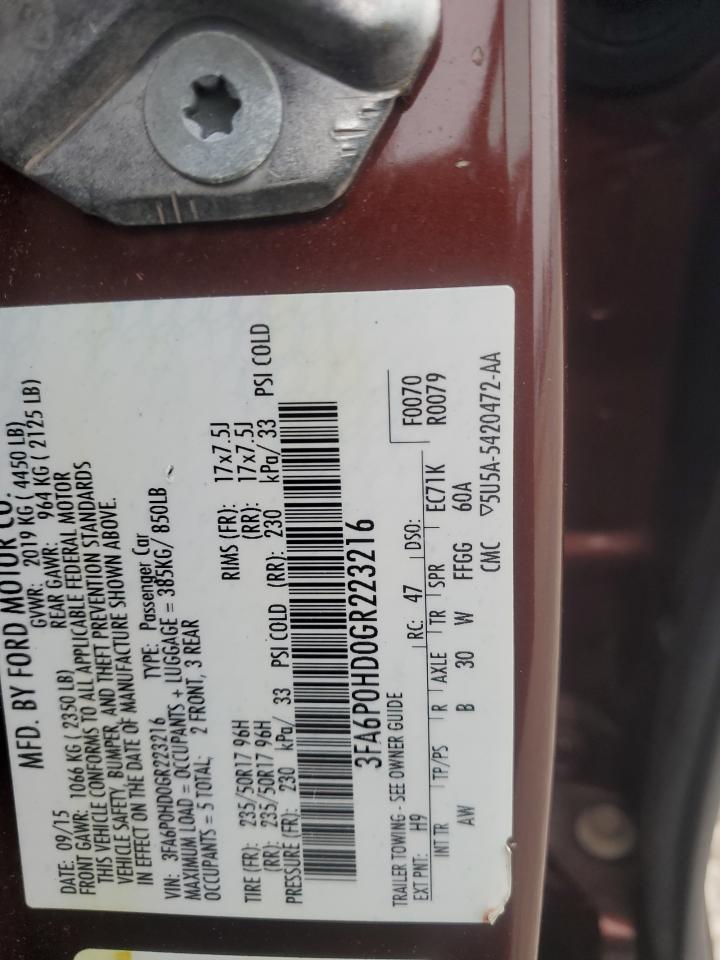 MFD. BY FORD MOTOR CO.
DATE: 09/15 GVWR: 2019 KG ( 4450 LB)
FRONT GAWR: 1066 KG ( 2350 LB) REAR GAWR: 964 KG ( 2125 LB)
THIS VEHICLE CONFORMS TO ALL APPLICABLE FEDERAL MOTOR
VEHICLE SAFETY, BUMPER, AND THEFT PREVENTION STANDARDS
IN EFFECT ON THE DATE OF MANUFACTURE SHOWN ABOVE.
VIN: 3FA6P0HD0GR223216 TYPE: Passenger Car
MAXIMUM LOAD = OCCUPANTS + LUGGAGE = 385KG/ 850LB
OCCUPANTS = 5 TOTAL; 2 FRONT, 3 REAR
TIRE (FR): 235/50R17 96H RIMS (FR): 17x7.5J
(RR): 235/50R17 96H (RR): 17x7.5J
PRESSURE (FR): 230 kPa/ 33 PSI COLD (RR): 230 kPa/ 33 PSI COLD
3FA6P0HD0GR223216
TRAILER TOWING - SEE OWNER GUIDE
F0070
EXT PNT: H9 RC: 47 DSO: R0079
INT TR TP/PS R AXLE TR SPR EC71K
AW B 30 W FFGG 60A
CMC ▽5U5A-5420472-AA